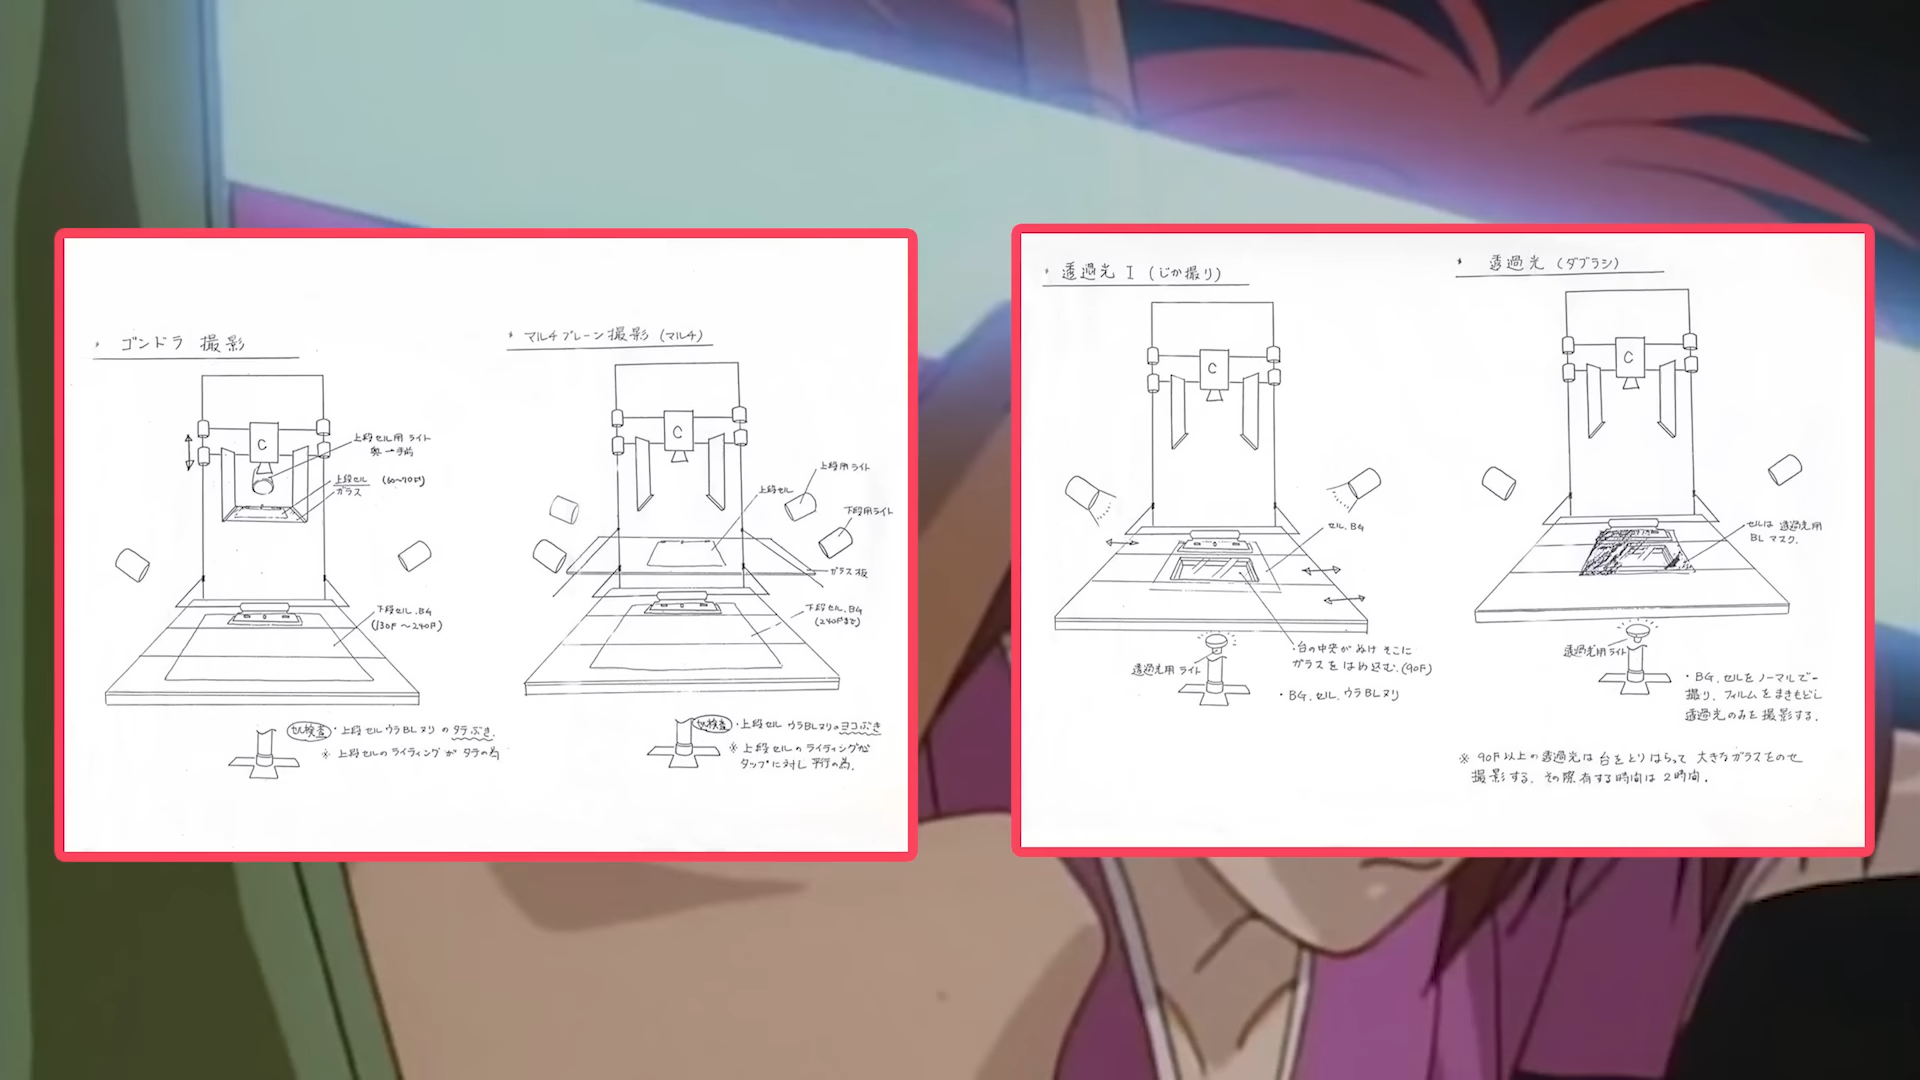 ゴンドラ 撮影
C
上段セル用 ライト
奥→手前
上段セル (60~70F)
ガラス
下段セル、BG
(130F ~240F)
セル検査 ・上段セルウラBLヌリ の タテぶき.
※ 上段セルのライティング が タテの為
マルチプレーン撮影 (マルチ)
C
上段用ライト
上段セル
下段用ライト
ガラス板
下段セル、BG
(240Fまで)
セル検査 ・上段セル ウラBLヌリのヨコぶき
※ 上段セルのライティングが
タップに対し 平行の為.
透過光 I (じか撮り)
C
セル、BG
・台の中央が ぬけ そこに
ガラスを はめ込む.(90F)
透過光用 ライト
・BG、セル、ウラBLヌリ
透過光 (ダブラシ)
C
セルは 透過光用
BL マスク.
透過光用 ライト
・BG、セルを ノーマルで一
撮り、フィルムをまきもどし
透過光のみを 撮影する.
※ 90F以上の透過光は 台をとりはらって 大きなガラスをのせ
撮影する. その際有する時間は 2時間.